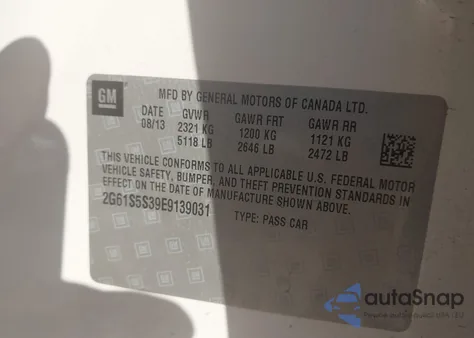 GM
MFD BY GENERAL MOTORS OF CANADA LTD.
DATE GVWR GAWR FRT GAWR RR
08/13 2321 KG 1200 KG 1121 KG
5118 LB 2646 LB 2472 LB
THIS VEHICLE CONFORMS TO ALL APPLICABLE U.S. FEDERAL MOTOR
VEHICLE SAFETY, BUMPER, AND THEFT PREVENTION STANDARDS IN
EFFECT ON THE DATE OF MANUFACTURE SHOWN ABOVE.
2G61S5S39E9139031
TYPE: PASS CAR
autaSnap